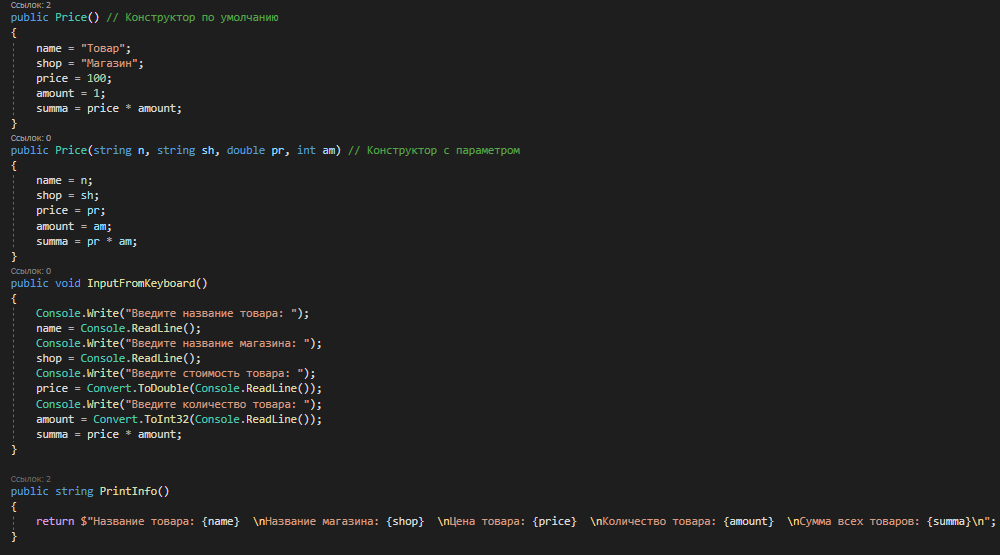 Ссылок: 2
public Price() // Конструктор по умолчанию
{
    name = "Товар";
    shop = "Магазин";
    price = 100;
    amount = 1;
    summa = price * amount;
}
Ссылок: 0
public Price(string n, string sh, double pr, int am) // Конструктор с параметром
{
    name = n;
    shop = sh;
    price = pr;
    amount = am;
    summa = pr * am;
}
Ссылок: 0
public void InputFromKeyboard()
{
    Console.Write("Введите название товара: ");
    name = Console.ReadLine();
    Console.Write("Введите название магазина: ");
    shop = Console.ReadLine();
    Console.Write("Введите стоимость товара: ");
    price = Convert.ToDouble(Console.ReadLine());
    Console.Write("Введите количество товара: ");
    amount = Convert.ToInt32(Console.ReadLine());
    summa = price * amount;
}
Ссылок: 2
public string PrintInfo()
{
    return $"Название товара: {name}  \nНазвание магазина: {shop}  \nЦена товара: {price}  \nКоличество товара: {amount}  \nСумма всех товаров: {summa}\n";
}